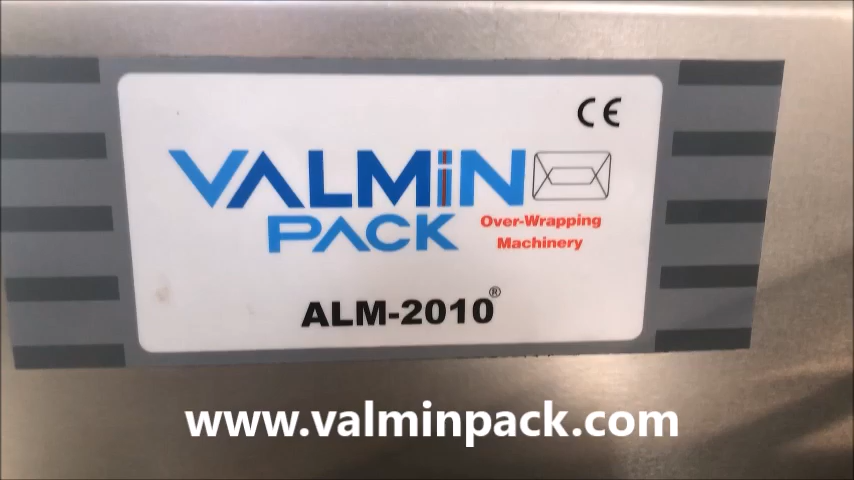 CE
VALMiN
PACK
Over-Wrapping
Machinery
ALM-2010®
www.valminpack.com